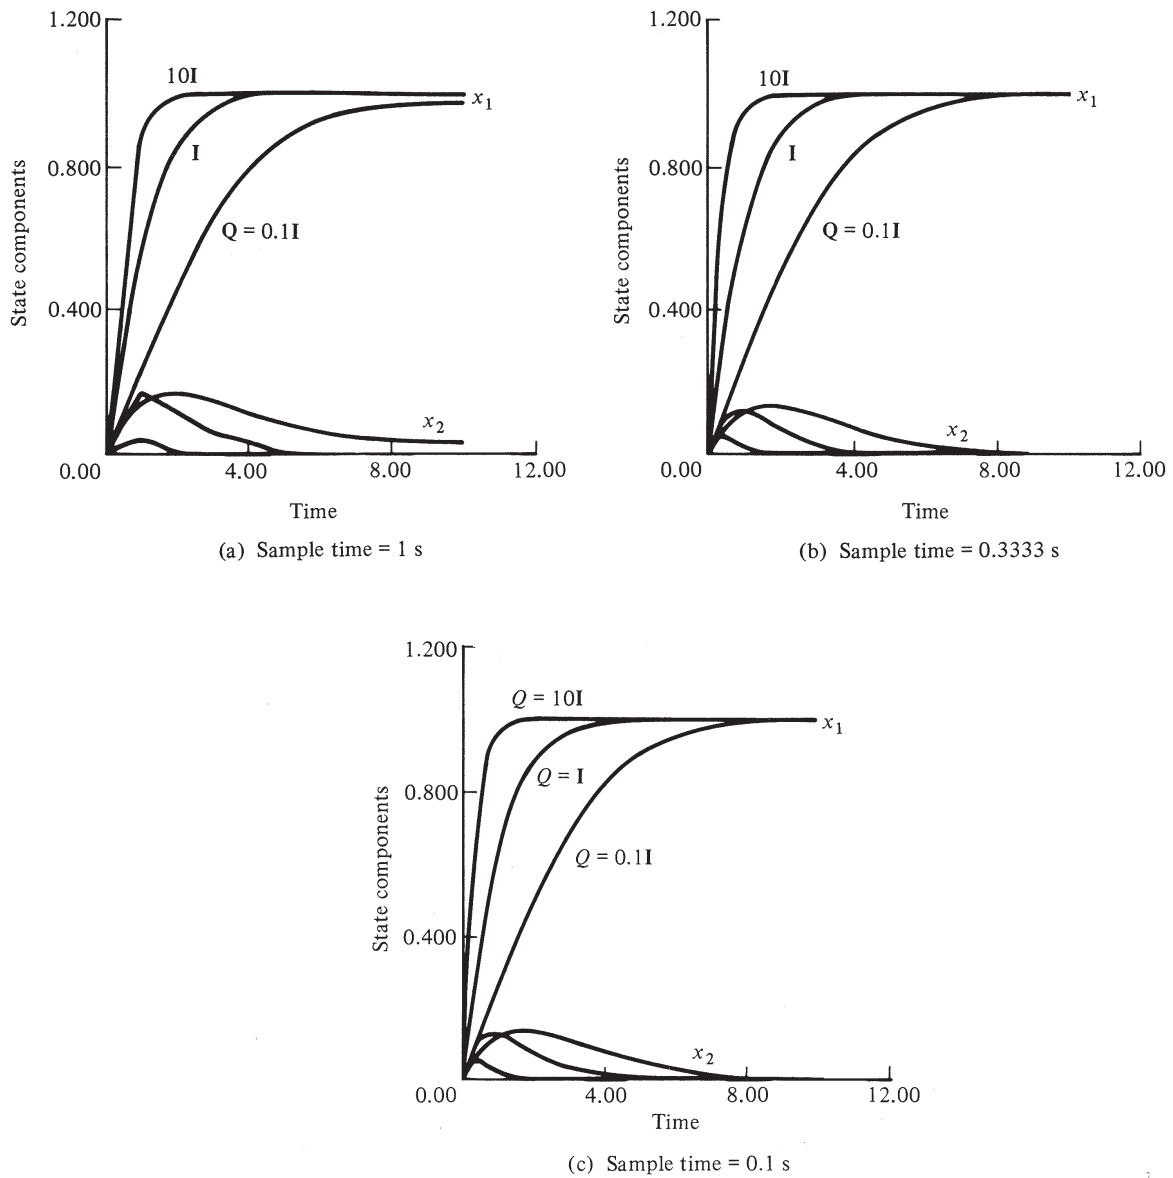 1.200
10I
x1
0.800
I
Q = 0.1I
0.400
x2
0.00
4.00
8.00
12.00
State components
Time
(a) Sample time = 1 s
1.200
10I
x1
0.800
I
Q = 0.1I
0.400
x2
0.00
4.00
8.00
12.00
State components
Time
(b) Sample time = 0.3333 s
1.200
Q = 10I
x1
0.800
Q = I
Q = 0.1I
0.400
x2
0.00
4.00
8.00
12.00
State components
Time
(c) Sample time = 0.1 s